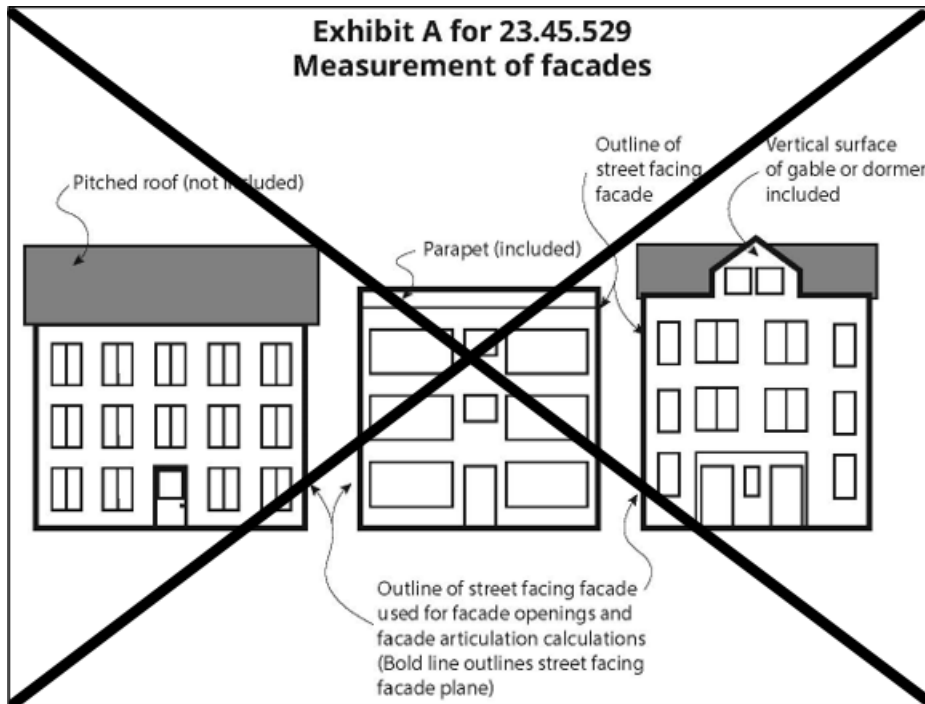 Exhibit A for 23.45.529
Measurement of facades
Pitched roof (not included)
Parapet (included)
Outline of
street facing
facade
Vertical surface
of gable or dormer
included
Outline of street facing facade
used for facade openings and
facade articulation calculations
(Bold line outlines street facing
facade plane)